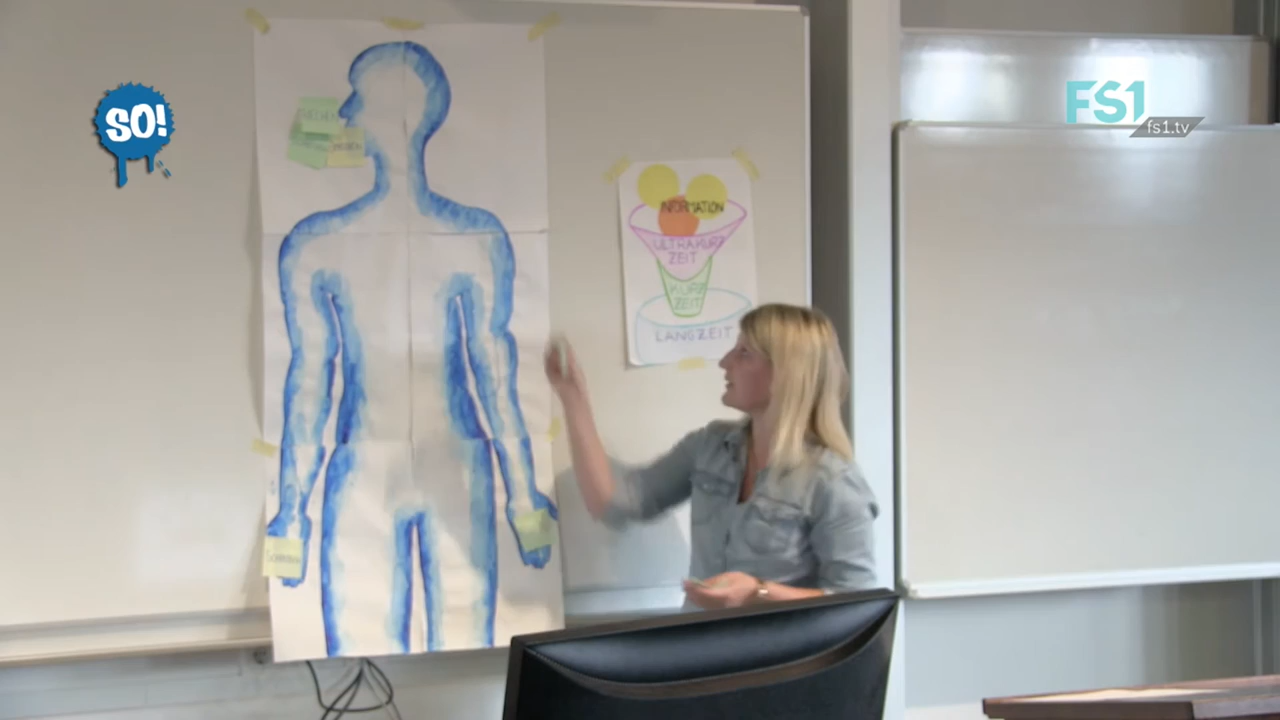 SO!
FS1
fs1.tv
INFORMATION
ULTRAKURZ
ZEIT
KURZ
ZEIT
LANGZEIT